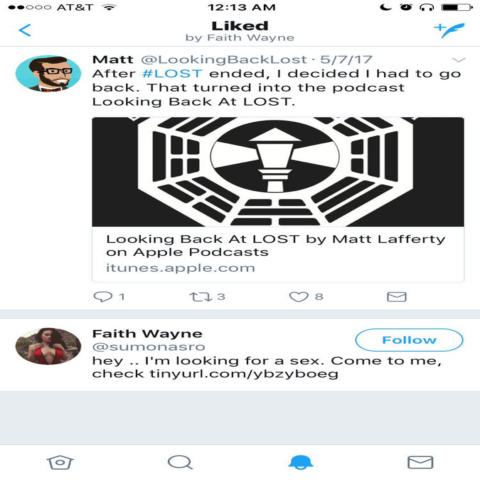 AT&T 12:13 AM
Liked
by Faith Wayne
Matt @LookingBackLost · 5/7/17
After #LOST ended, I decided I had to go
back. That turned into the podcast
Looking Back At LOST.
Looking Back At LOST by Matt Lafferty
on Apple Podcasts
itunes.apple.com
1 3 8
Faith Wayne
@sumonasro
Follow
hey .. I'm looking for a sex. Come to me,
check tinyurl.com/ybzyboeg